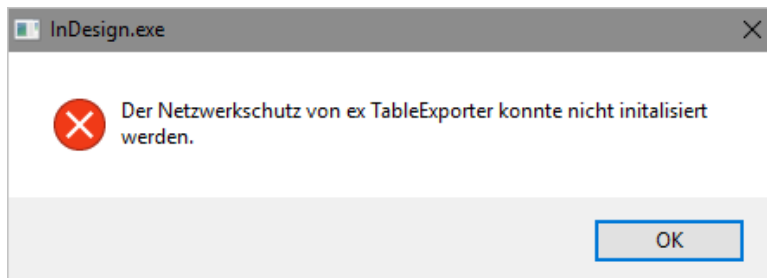 InDesign.exe
Der Netzwerkschutz von ex TableExporter konnte nicht initalisiert
werden.
OK